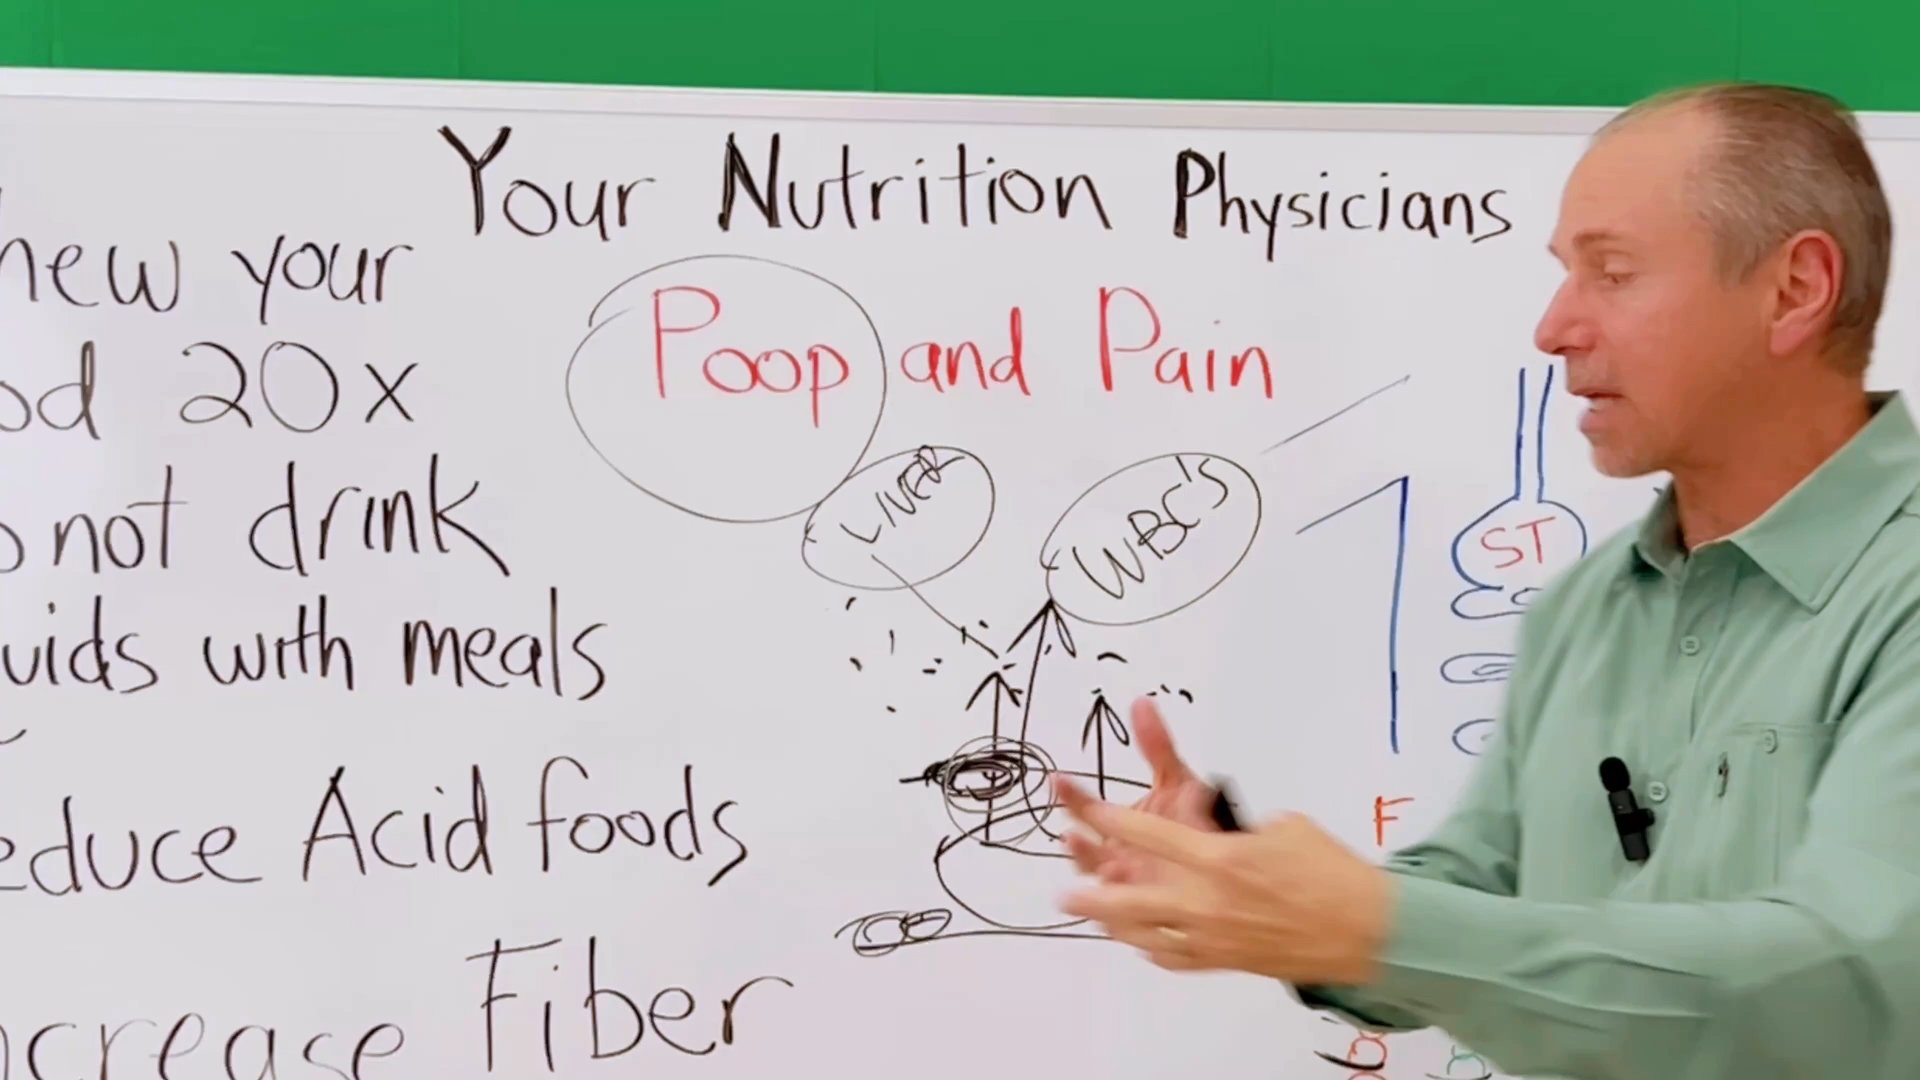 Your Nutrition Physicians
Poop and Pain
hew your
od 20x
o not drink
uids with meals
educe Acid foods
ncrease Fiber
LIVER
WBC's
ST
F